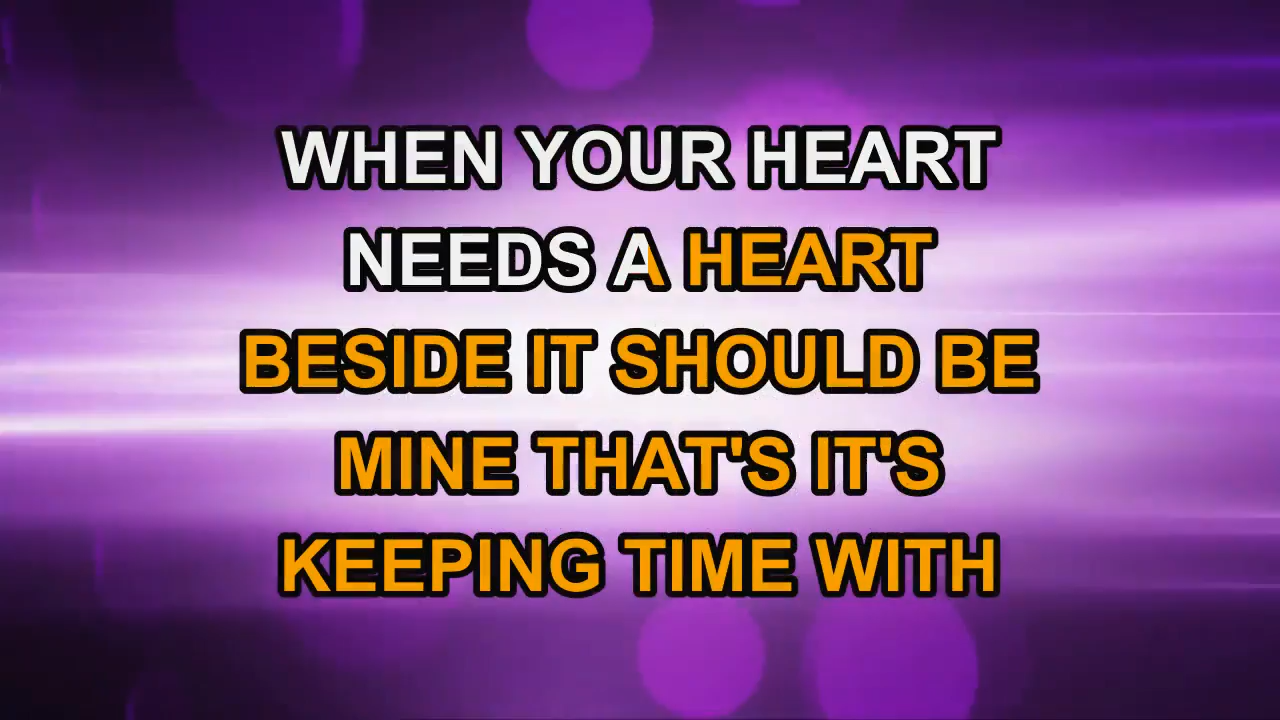 WHEN YOUR HEART
NEEDS A HEART
BESIDE IT SHOULD BE
MINE THAT'S IT'S
KEEPING TIME WITH